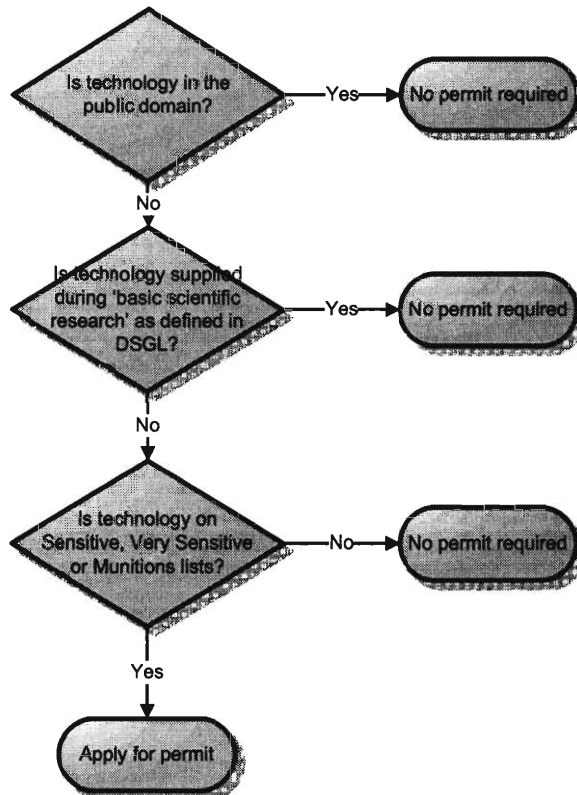 Is technology in the
public domain?
Yes
No permit required
No
Is technology supplied
during 'basic scientific
research' as defined in
DSGL?
Yes
No permit required
No
Is technology on
Sensitive, Very Sensitive
or Munitions lists?
No
No permit required
Yes
Apply for permit